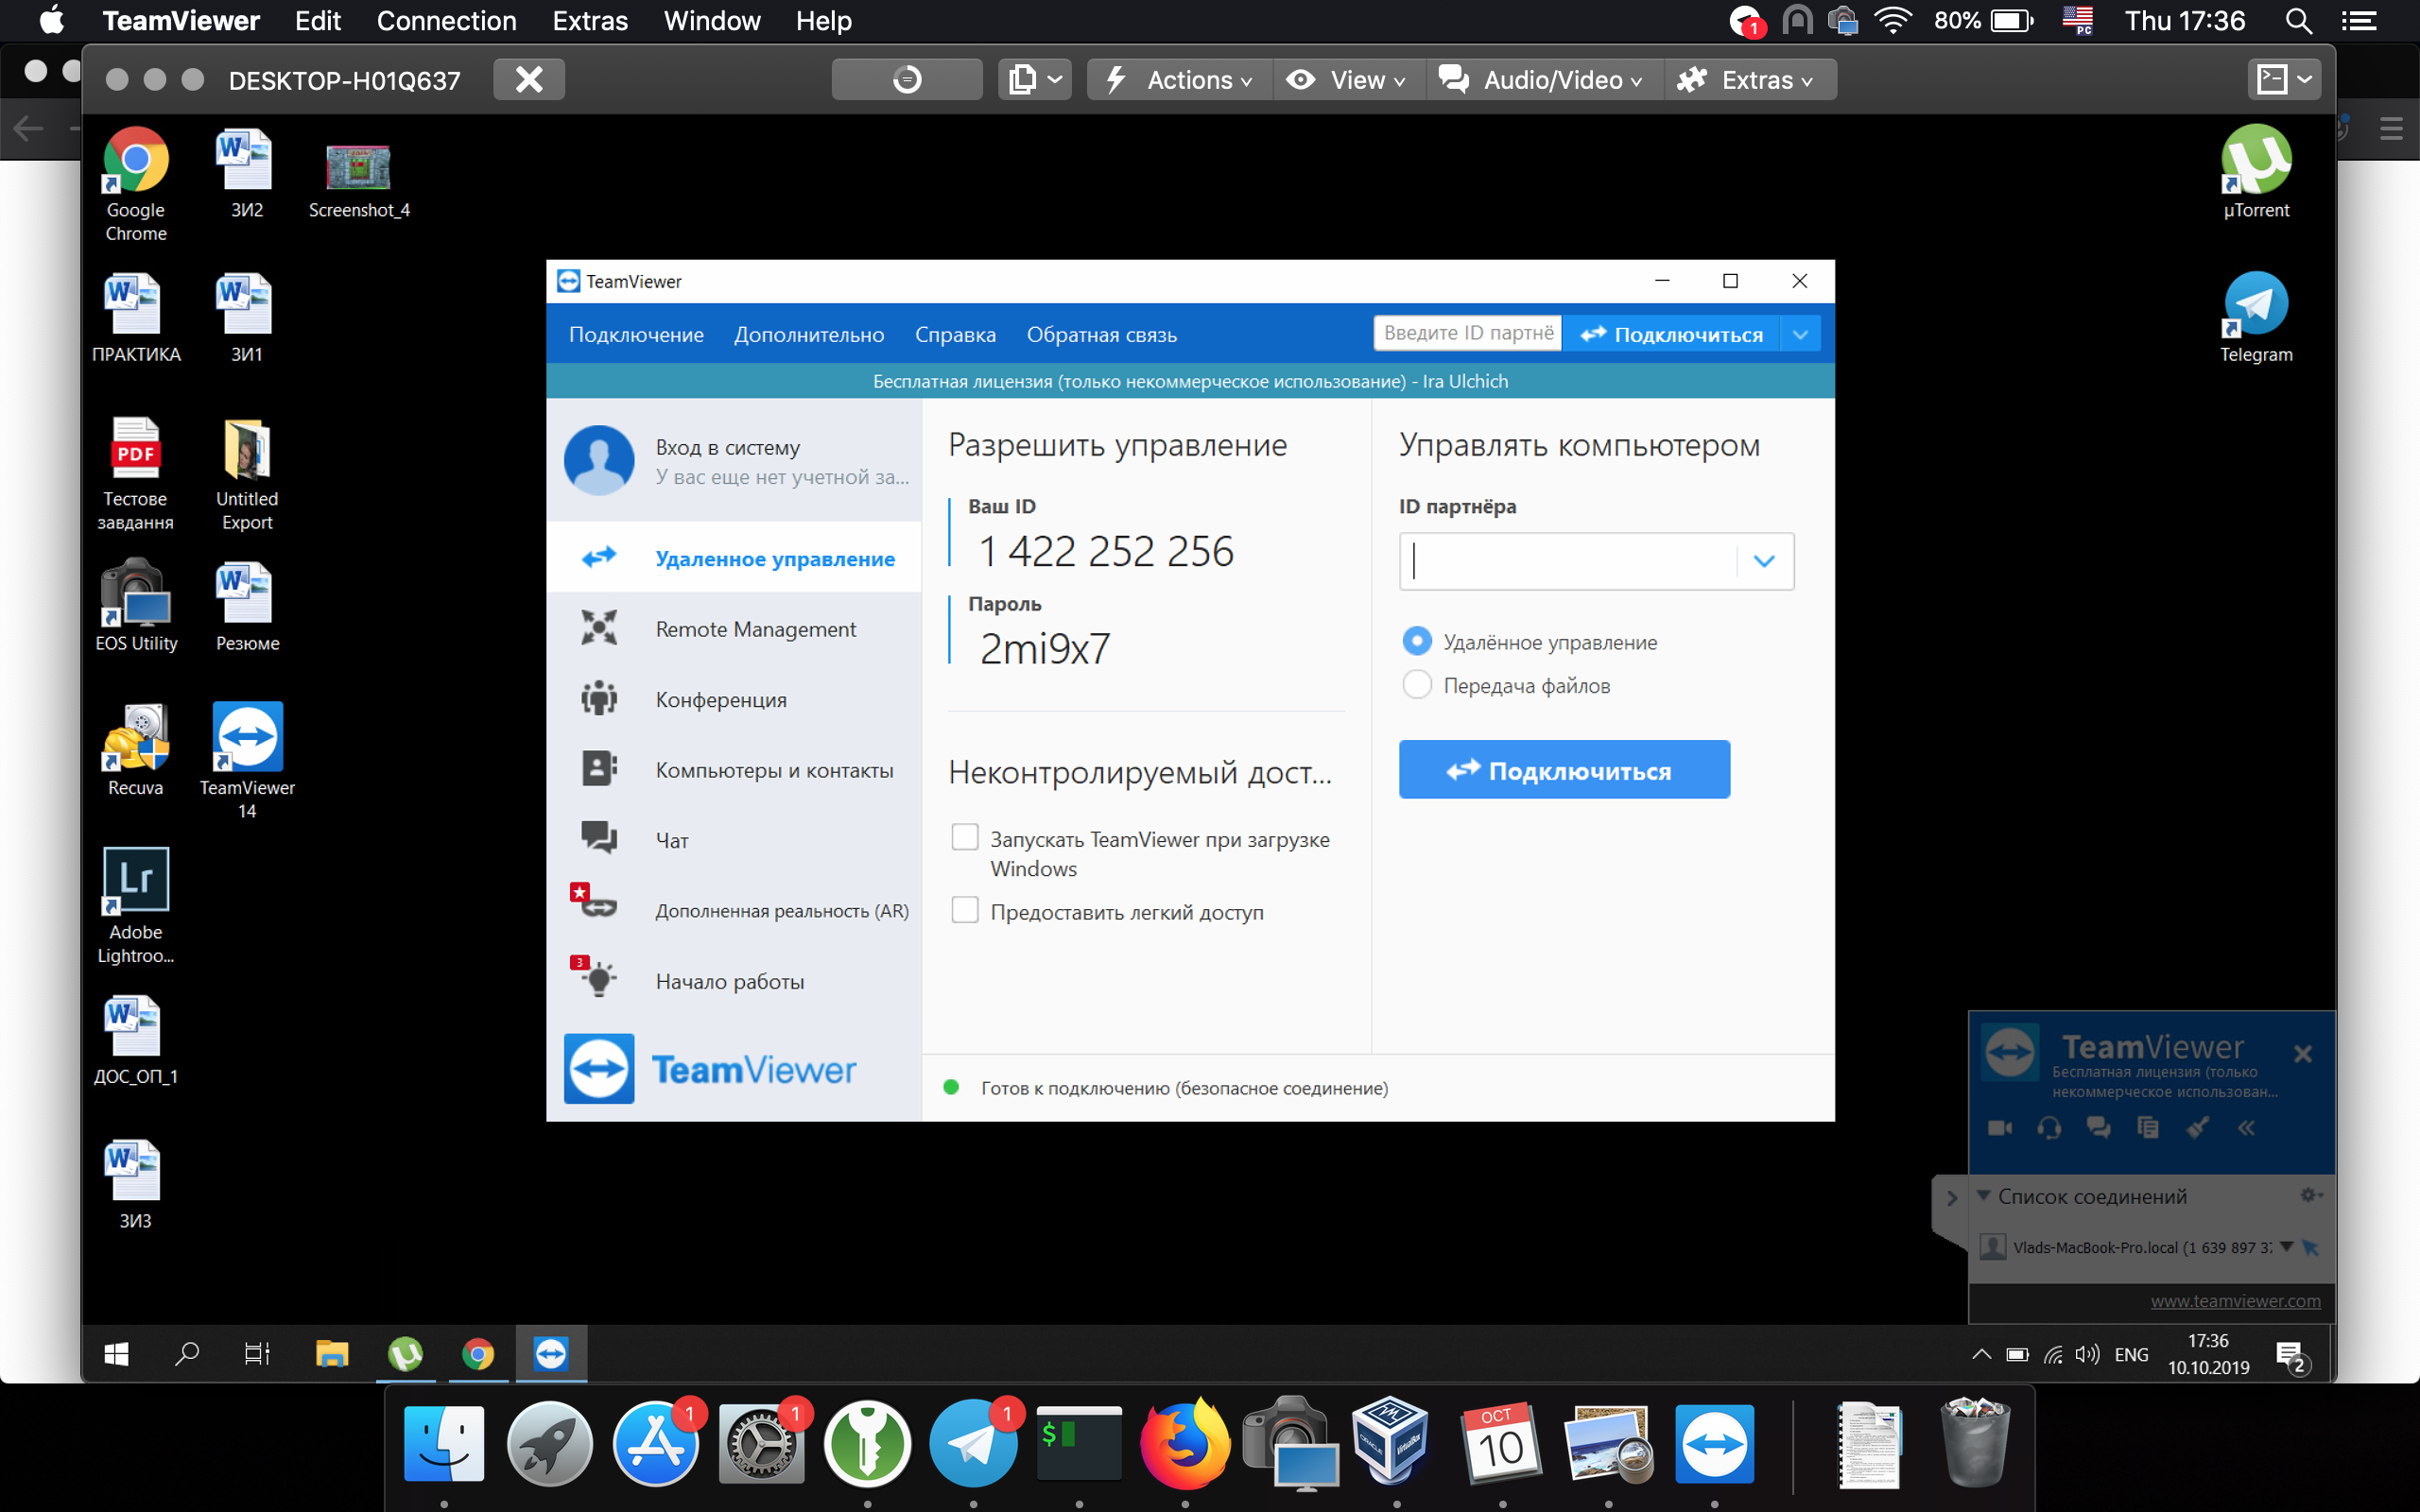 TeamViewer Edit Connection Extras Window Help
1 80% PC Thu 17:36
DESKTOP-H01Q637
Actions View Audio/Video Extras
Google Chrome
ЗИ2
Screenshot_4
µTorrent
ПРАКТИКА
ЗИ1
Telegram
PDF
Тестове завдання
Untitled Export
EOS Utility
Резюме
Recuva
TeamViewer 14
Lr
Adobe Lightroo...
ДОС_ОП_1
ЗИ3
TeamViewer
Подключение Дополнительно Справка Обратная связь
Введите ID партнё
Подключиться
Бесплатная лицензия (только некоммерческое использование) - Ira Ulchich
Вход в систему
У вас еще нет учетной за...
Удаленное управление
Remote Management
Конференция
Компьютеры и контакты
Чат
Дополненная реальность (AR)
3
Начало работы
TeamViewer
Разрешить управление
Ваш ID
1 422 252 256
Пароль
2mi9x7
Неконтролируемый дост...
Запускать TeamViewer при загрузке
Windows
Предоставить легкий доступ
Управлять компьютером
ID партнёра
Удалённое управление
Передача файлов
Подключиться
Готов к подключению (безопасное соединение)
TeamViewer
Бесплатная лицензия (только
некоммерческое использован...
Список соединений
Vlads-MacBook-Pro.local (1 639 897 3
www.teamviewer.com
ENG
17:36
10.10.2019
2
1
1
1
$
ORACLE
VirtualBox
OCT
10